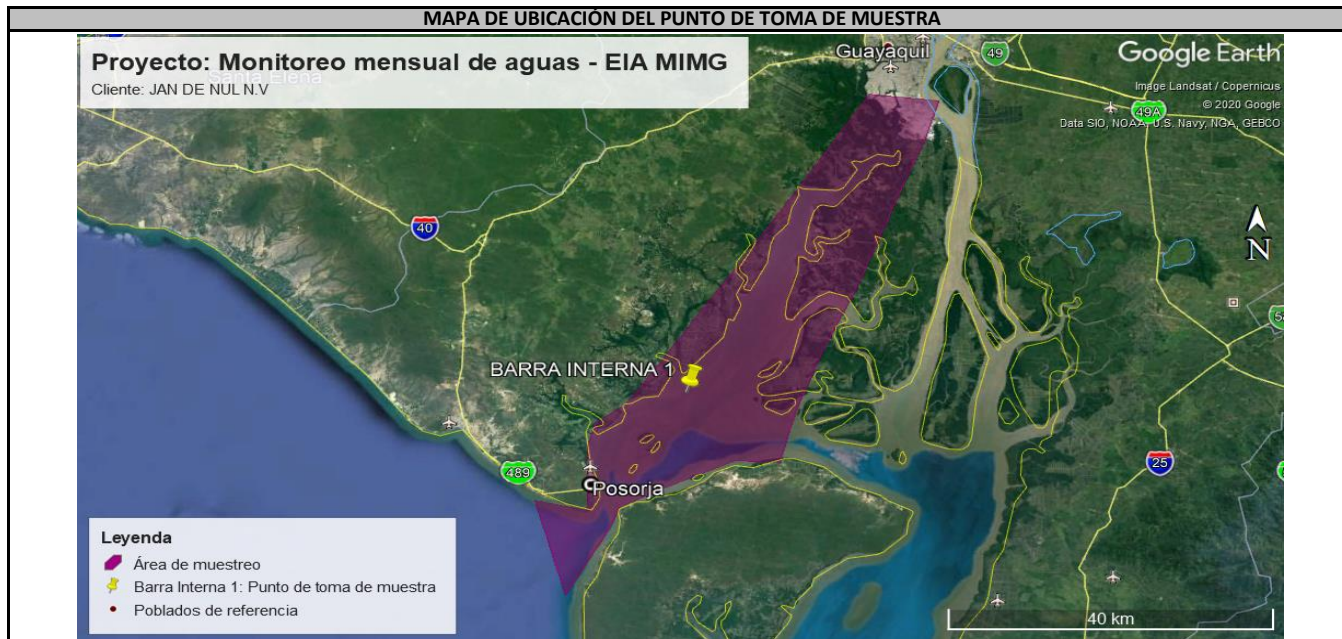 MAPA DE UBICACIÓN DEL PUNTO DE TOMA DE MUESTRA
Proyecto: Monitoreo mensual de aguas - EIA MIMG
Santa Elena
Cliente: JAN DE NUL N.V
Guayaquil
49
Google Earth
Image Landsat / Copernicus
© 2020 Google
49A
Data SIO, NOAA, U.S. Navy, NGA, GEBCO
40
N
BARRA INTERNA 1
489
25
Posorja
Leyenda
Área de muestreo
Barra Interna 1: Punto de toma de muestra
Poblados de referencia
40 km